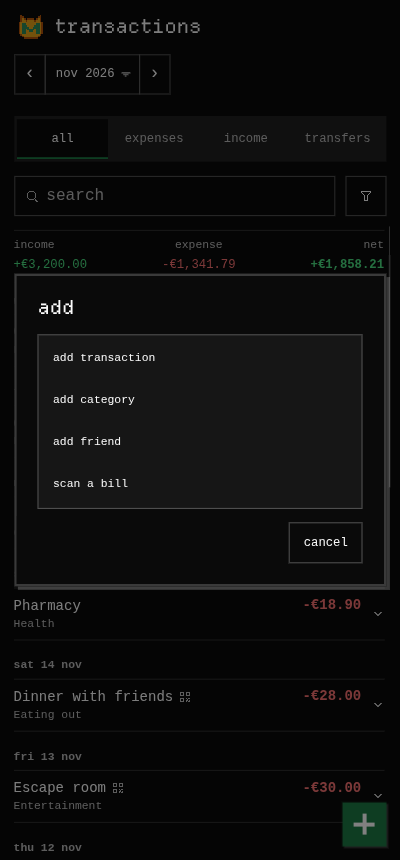 transactions
‹ nov 2026 ›
all expenses income transfers
search
income expense net
+€3,200.00 -€1,341.79 +€1,858.21
add
add transaction
add category
add friend
scan a bill
cancel
Pharmacy -€18.90
Health
sat 14 nov
Dinner with friends -€28.00
Eating out
fri 13 nov
Escape room -€30.00
Entertainment
thu 12 nov